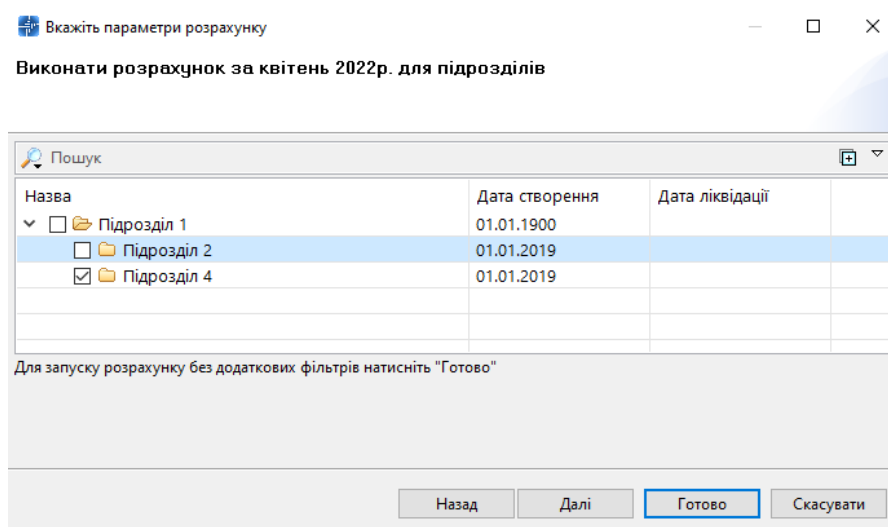 Вкажіть параметри розрахунку
Виконати розрахунок за квітень 2022р. для підрозділів
Пошук
Назва Дата створення Дата ліквідації
Підрозділ 1 01.01.1900
Підрозділ 2 01.01.2019
Підрозділ 4 01.01.2019
Для запуску розрахунку без додаткових фільтрів натисніть "Готово"
Назад Далі Готово Скасувати